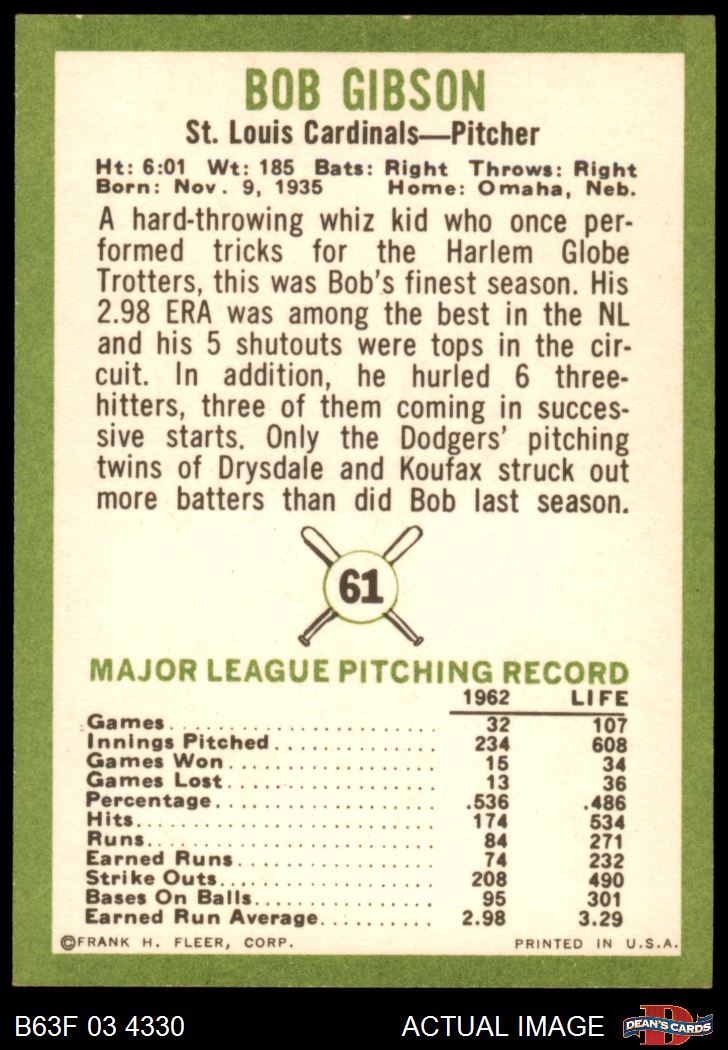 BOB GIBSON
St. Louis Cardinals—Pitcher
Ht: 6:01 Wt: 185 Bats: Right Throws: Right
Born: Nov. 9, 1935 Home: Omaha, Neb.
A hard-throwing whiz kid who once per-
formed tricks for the Harlem Globe
Trotters, this was Bob's finest season. His
2.98 ERA was among the best in the NL
and his 5 shutouts were tops in the cir-
cuit. In addition, he hurled 6 three-
hitters, three of them coming in succes-
sive starts. Only the Dodgers' pitching
twins of Drysdale and Koufax struck out
more batters than did Bob last season.
61
MAJOR LEAGUE PITCHING RECORD
1962 LIFE
Games 32 107
Innings Pitched 234 608
Games Won 15 34
Games Lost 13 36
Percentage .536 .486
Hits 174 534
Runs 84 271
Earned Runs 74 232
Strike Outs 208 490
Bases On Balls 95 301
Earned Run Average 2.98 3.29
©FRANK H. FLEER, CORP. PRINTED IN U.S.A.
B63F 03 4330 ACTUAL IMAGE DEAN'S CARDS